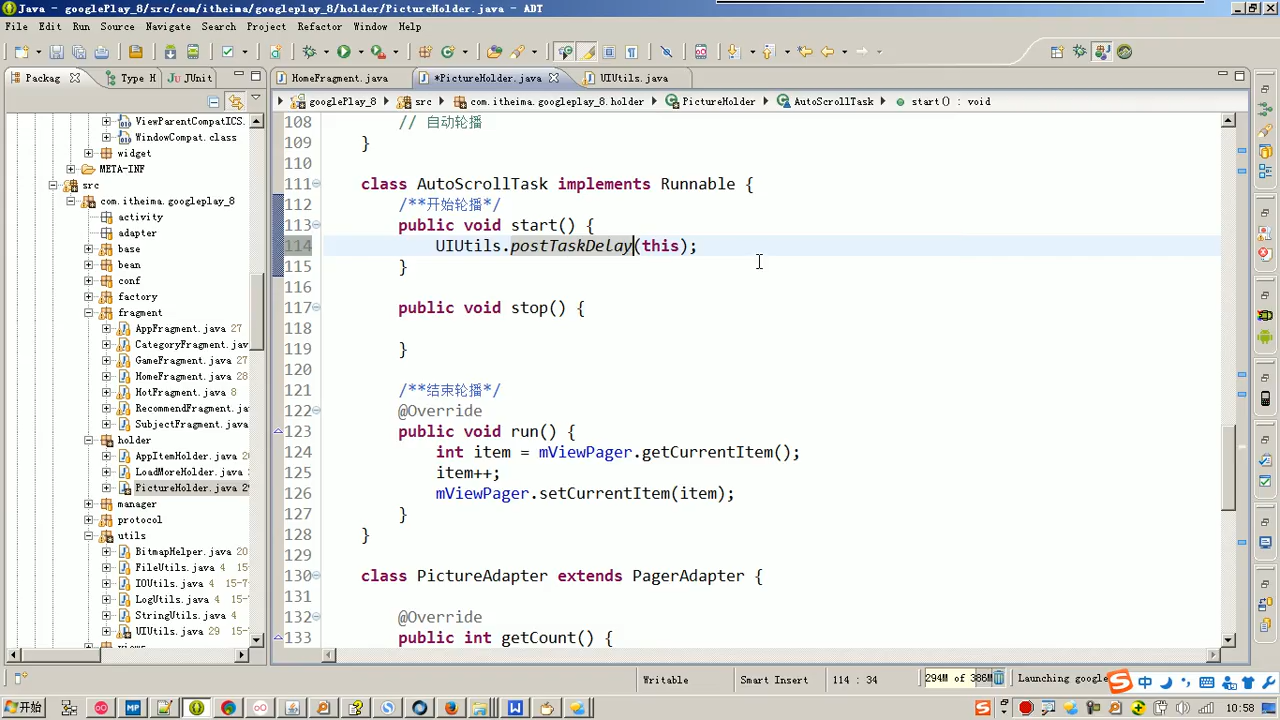 Java - googlePlay_8/src/com/itheima/googleplay_8/holder/PictureHolder.java - ADT
File Edit Run Source Navigate Search Project Refactor Window Help
Packag Type H JUnit
HomeFragment.java *PictureHolder.java UIUtils.java
googlePlay_8 src com.itheima.googleplay_8.holder PictureHolder AutoScrollTask start() : void
ViewParentCompatICS.
WindowCompat.class
widget
META-INF
src
com.itheima.googleplay_8
activity
adapter
base
bean
conf
factory
fragment
AppFragment.java 27
CategoryFragment.jav
GameFragment.java 27
HomeFragment.java 28
HotFragment.java 8
RecommendFragment.ja
SubjectFragment.java
holder
AppItemHolder.java 2
LoadMoreHolder.java
PictureHolder.java 29
manager
protocol
utils
BitmapHelper.java 20
FileUtils.java 4 15-
IOUtils.java 4 15-7-
LogUtils.java 4 15-7
StringUtils.java 4
UIUtils.java 29 15-7
108 // 自动轮播
109 }
110
111 class AutoScrollTask implements Runnable {
112 /**开始轮播*/
113 public void start() {
114 UIUtils.postTaskDelay(this);
115 }
116
117 public void stop() {
118
119 }
120
121 /**结束轮播*/
122 @Override
123 public void run() {
124 int item = mViewPager.getCurrentItem();
125 item++;
126 mViewPager.setCurrentItem(item);
127 }
128 }
129
130 class PictureAdapter extends PagerAdapter {
131
132 @Override
133 public int getCount() {
Writable Smart Insert 114 : 34 294M of 386M Launching google
中
开始 10:58